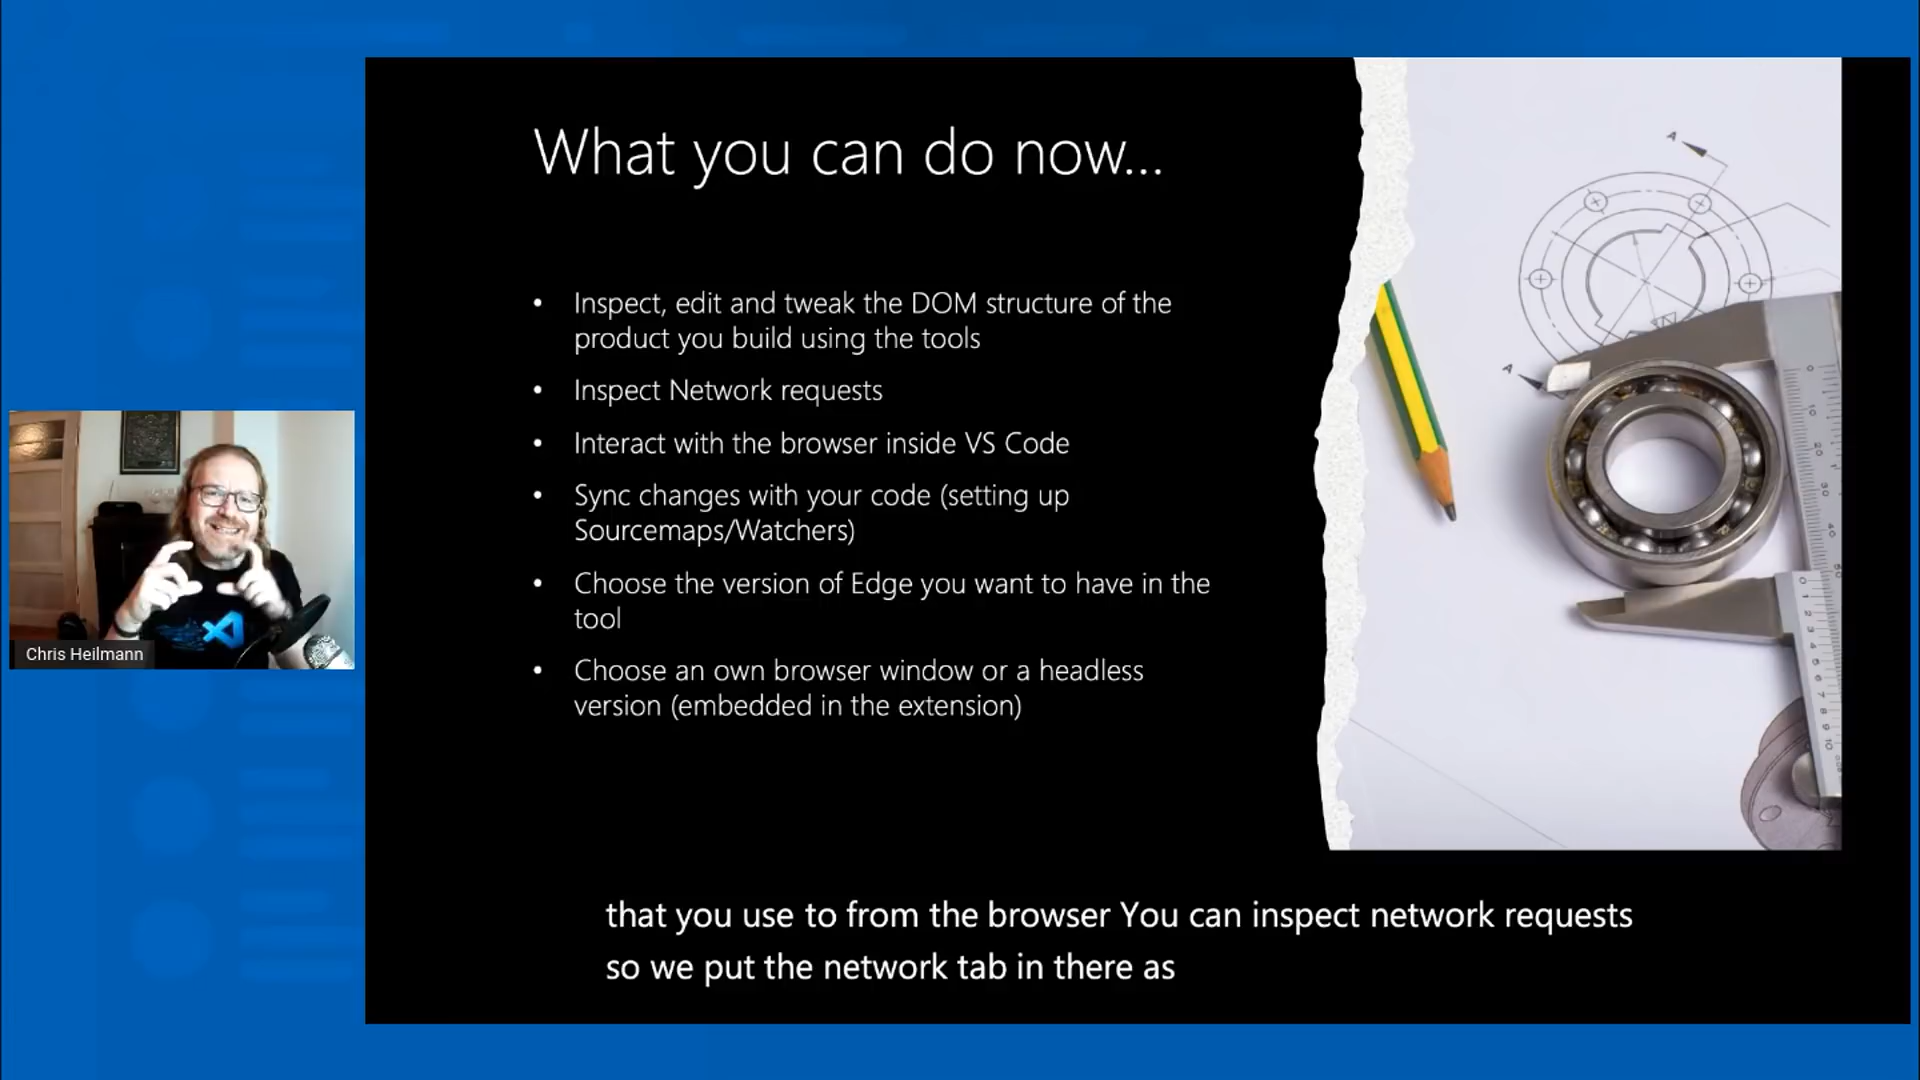 What you can do now...
• Inspect, edit and tweak the DOM structure of the
product you build using the tools
• Inspect Network requests
• Interact with the browser inside VS Code
• Sync changes with your code (setting up
Sourcemaps/Watchers)
• Choose the version of Edge you want to have in the
tool
• Choose an own browser window or a headless
version (embedded in the extension)
A
A
Chris Heilmann
that you use to from the browser You can inspect network requests
so we put the network tab in there as